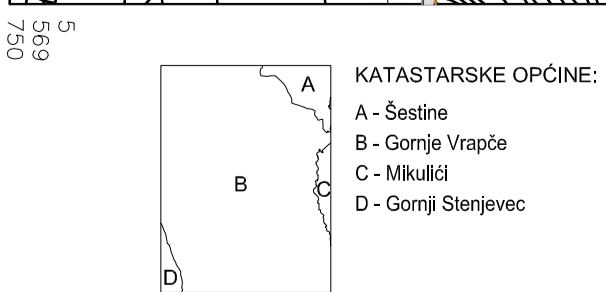 5
569
750
KATASTARSKE OPĆINE:
A - Šestine
B - Gornje Vrapče
C - Mikulići
D - Gornji Stenjevec
A
B
C
D